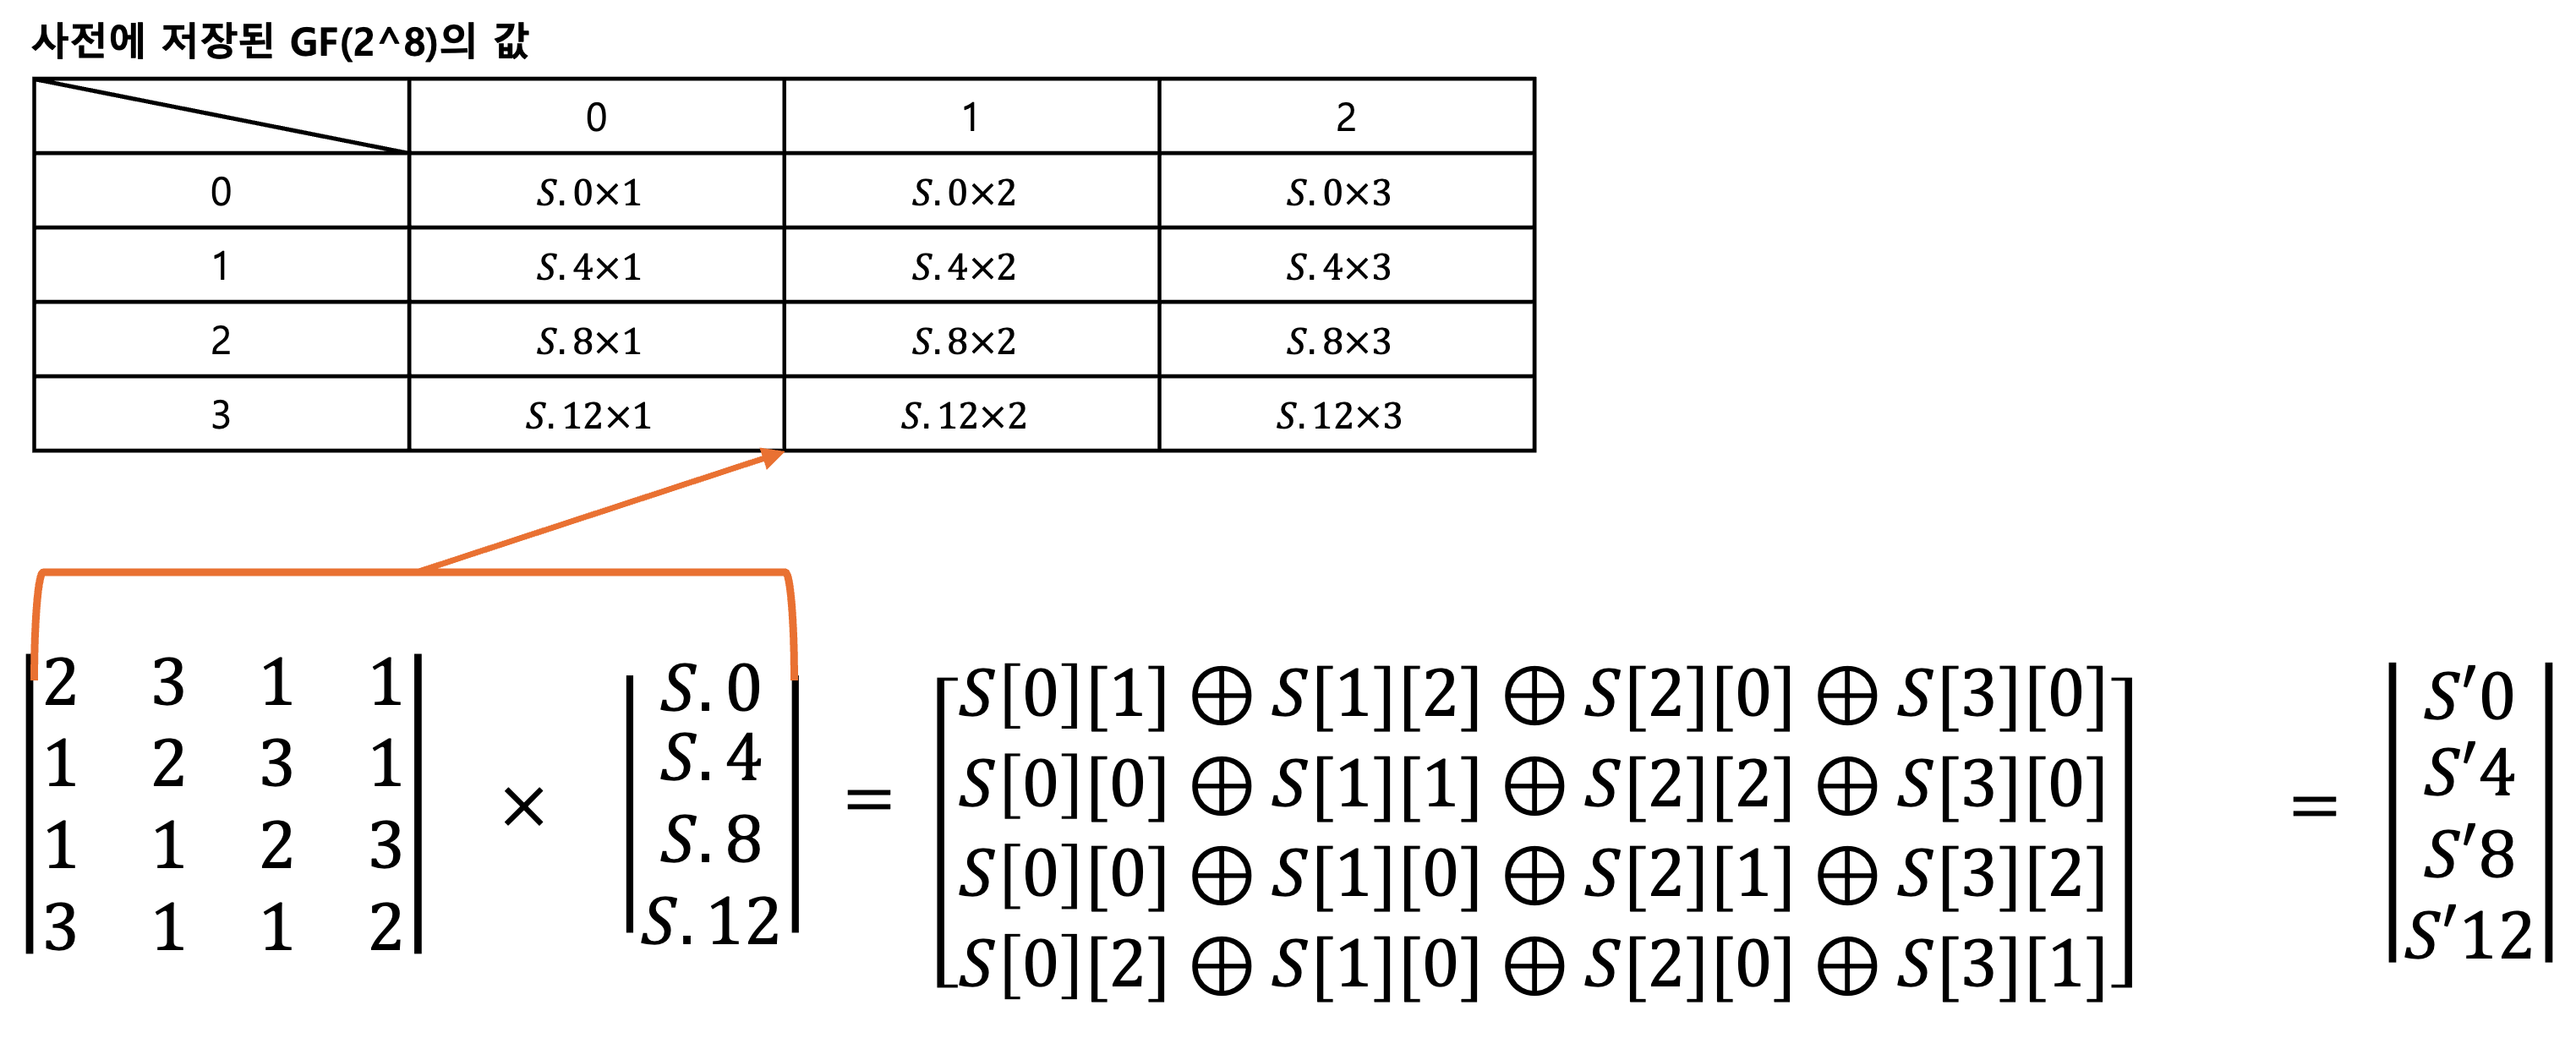 사전에 저장된 GF(2^8)의 값
0 1 2
0 S.0×1 S.0×2 S.0×3
1 S.4×1 S.4×2 S.4×3
2 S.8×1 S.8×2 S.8×3
3 S.12×1 S.12×2 S.12×3
2 3 1 1 S.0 S[0][1] ⊕ S[1][2] ⊕ S[2][0] ⊕ S[3][0] S′0
1 2 3 1 S.4 S[0][0] ⊕ S[1][1] ⊕ S[2][2] ⊕ S[3][0] S′4
× = =
1 1 2 3 S.8 S[0][0] ⊕ S[1][0] ⊕ S[2][1] ⊕ S[3][2] S′8
3 1 1 2 S.12 S[0][2] ⊕ S[1][0] ⊕ S[2][0] ⊕ S[3][1] S′12